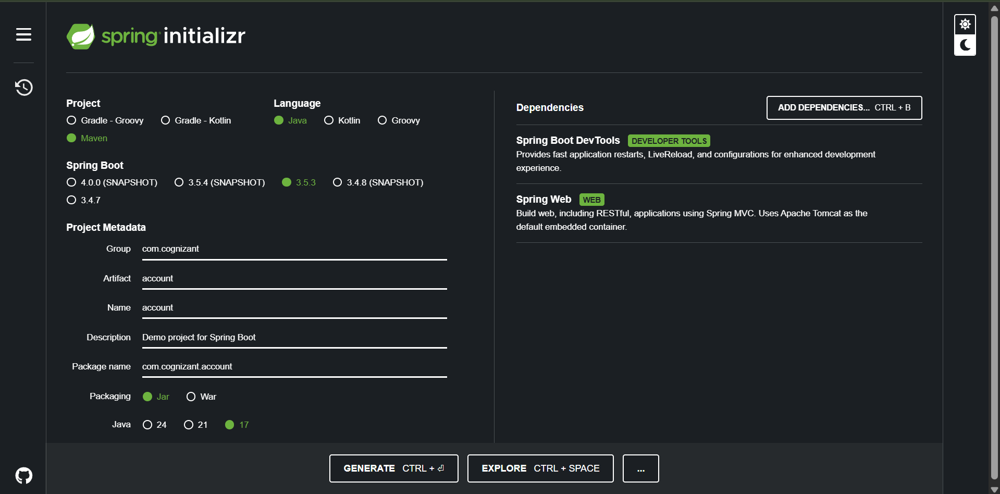 spring initializr
Project
Gradle - Groovy
Gradle - Kotlin
Maven
Language
Java
Kotlin
Groovy
Spring Boot
4.0.0 (SNAPSHOT)
3.5.4 (SNAPSHOT)
3.5.3
3.4.8 (SNAPSHOT)
3.4.7
Project Metadata
Group com.cognizant
Artifact account
Name account
Description Demo project for Spring Boot
Package name com.cognizant.account
Packaging Jar War
Java 24 21 17
Dependencies
ADD DEPENDENCIES... CTRL + B
Spring Boot DevTools DEVELOPER TOOLS
Provides fast application restarts, LiveReload, and configurations for enhanced development
experience.
Spring Web WEB
Build web, including RESTful, applications using Spring MVC. Uses Apache Tomcat as the
default embedded container.
GENERATE CTRL + ⏎
EXPLORE CTRL + SPACE
...